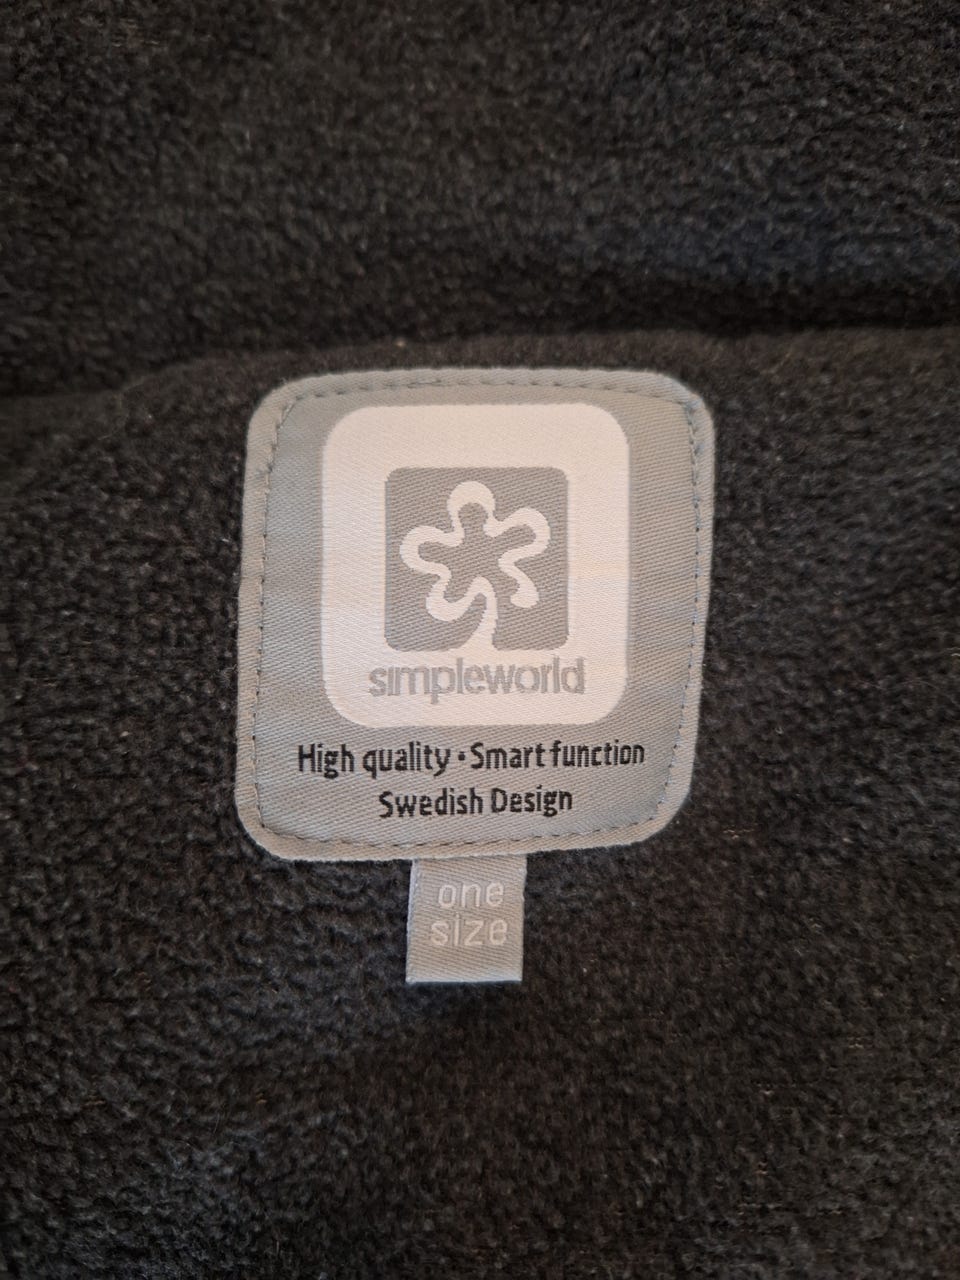 simpleworld
High quality • Smart function
Swedish Design
one
size